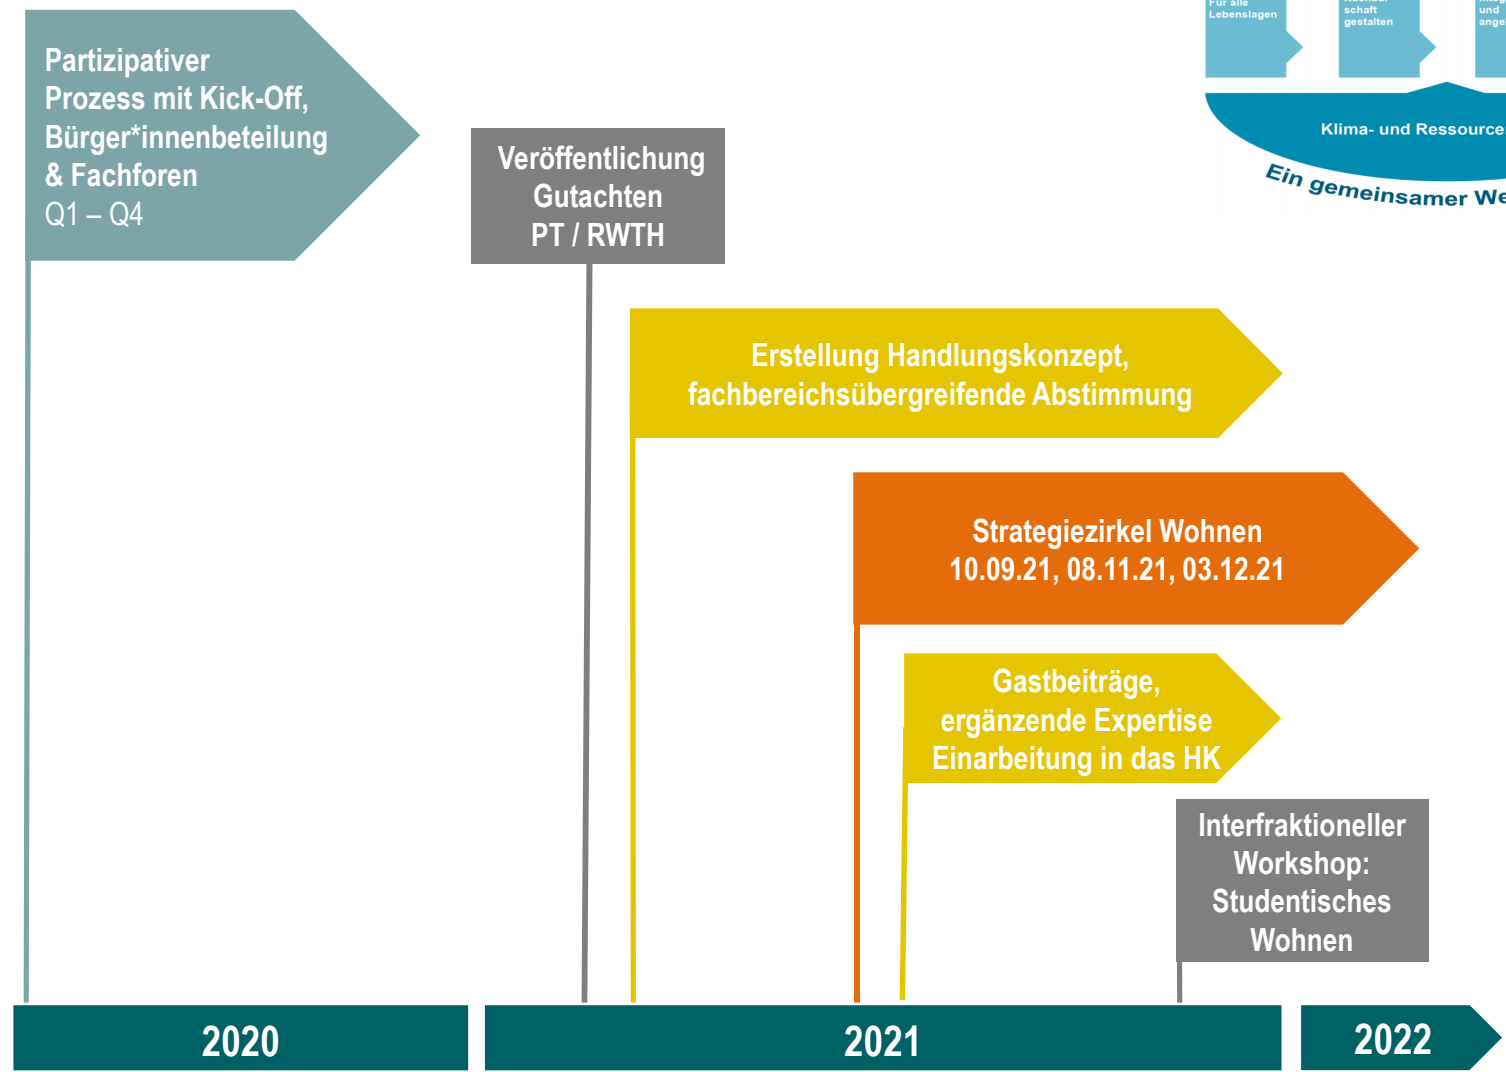 Partizipativer
Prozess mit Kick-Off,
Bürger*innenbeteilung
& Fachforen
Q1 – Q4
Für alle
Lebenslagen
schaft
gestalten
und
Klima- und
Ein gemeinsamer
Veröffentlichung
Gutachten
PT / RWTH
Erstellung Handlungskonzept,
fachbereichsübergreifende Abstimmung
Strategiezirkel Wohnen
10.09.21, 08.11.21, 03.12.21
Gastbeiträge,
ergänzende Expertise
Einarbeitung in das HK
Interfraktioneller
Workshop:
Studentisches
Wohnen
2020
2021
2022